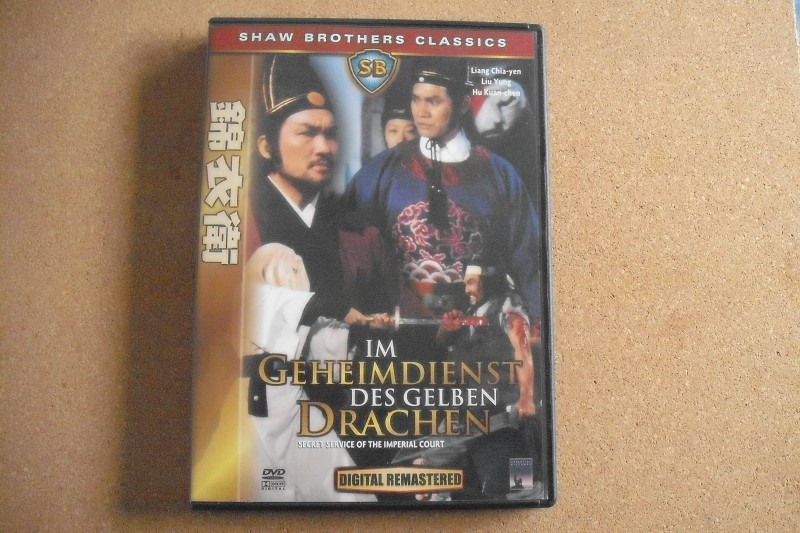 SHAW BROTHERS CLASSICS
SB
Liang Chia-yen
Liu Yung
Hu Kuan-chen
錦衣衛
IM
GEHEIMDIENST
DES GELBEN
DRACHEN
SECRET SERVICE OF THE IMPERIAL COURT
DVD
DIGITAL REMASTERED
DIGITAL